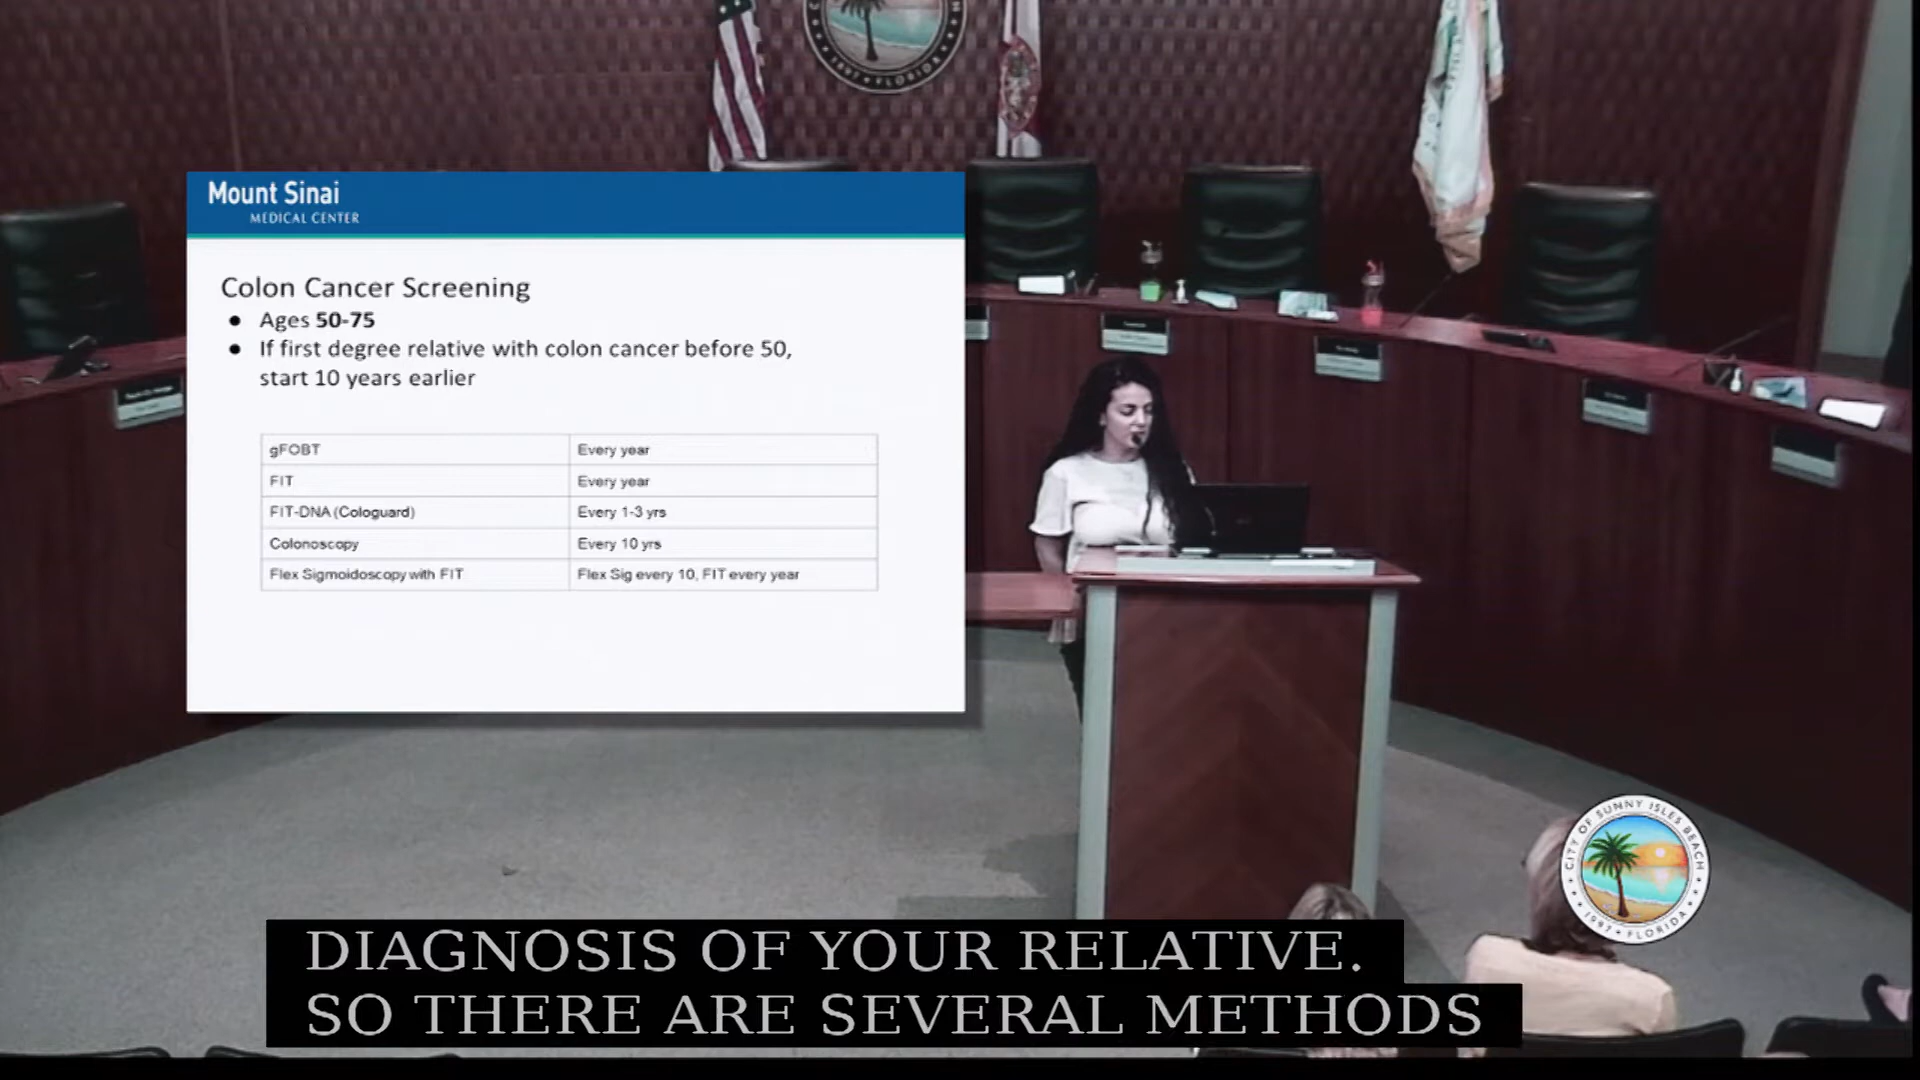 Mount Sinai
MEDICAL CENTER
Colon Cancer Screening
● Ages 50-75
● If first degree relative with colon cancer before 50,
start 10 years earlier
gFOBT Every year
FIT Every year
FIT-DNA (Cologuard) Every 1-3 yrs
Colonoscopy Every 10 yrs
Flex Sigmoidoscopy with FIT Flex Sig every 10, FIT every year
1997 • FLORIDA
CITY OF SUNNY ISLES BEACH
• 1997 • FLORIDA •
DIAGNOSIS OF YOUR RELATIVE.
SO THERE ARE SEVERAL METHODS